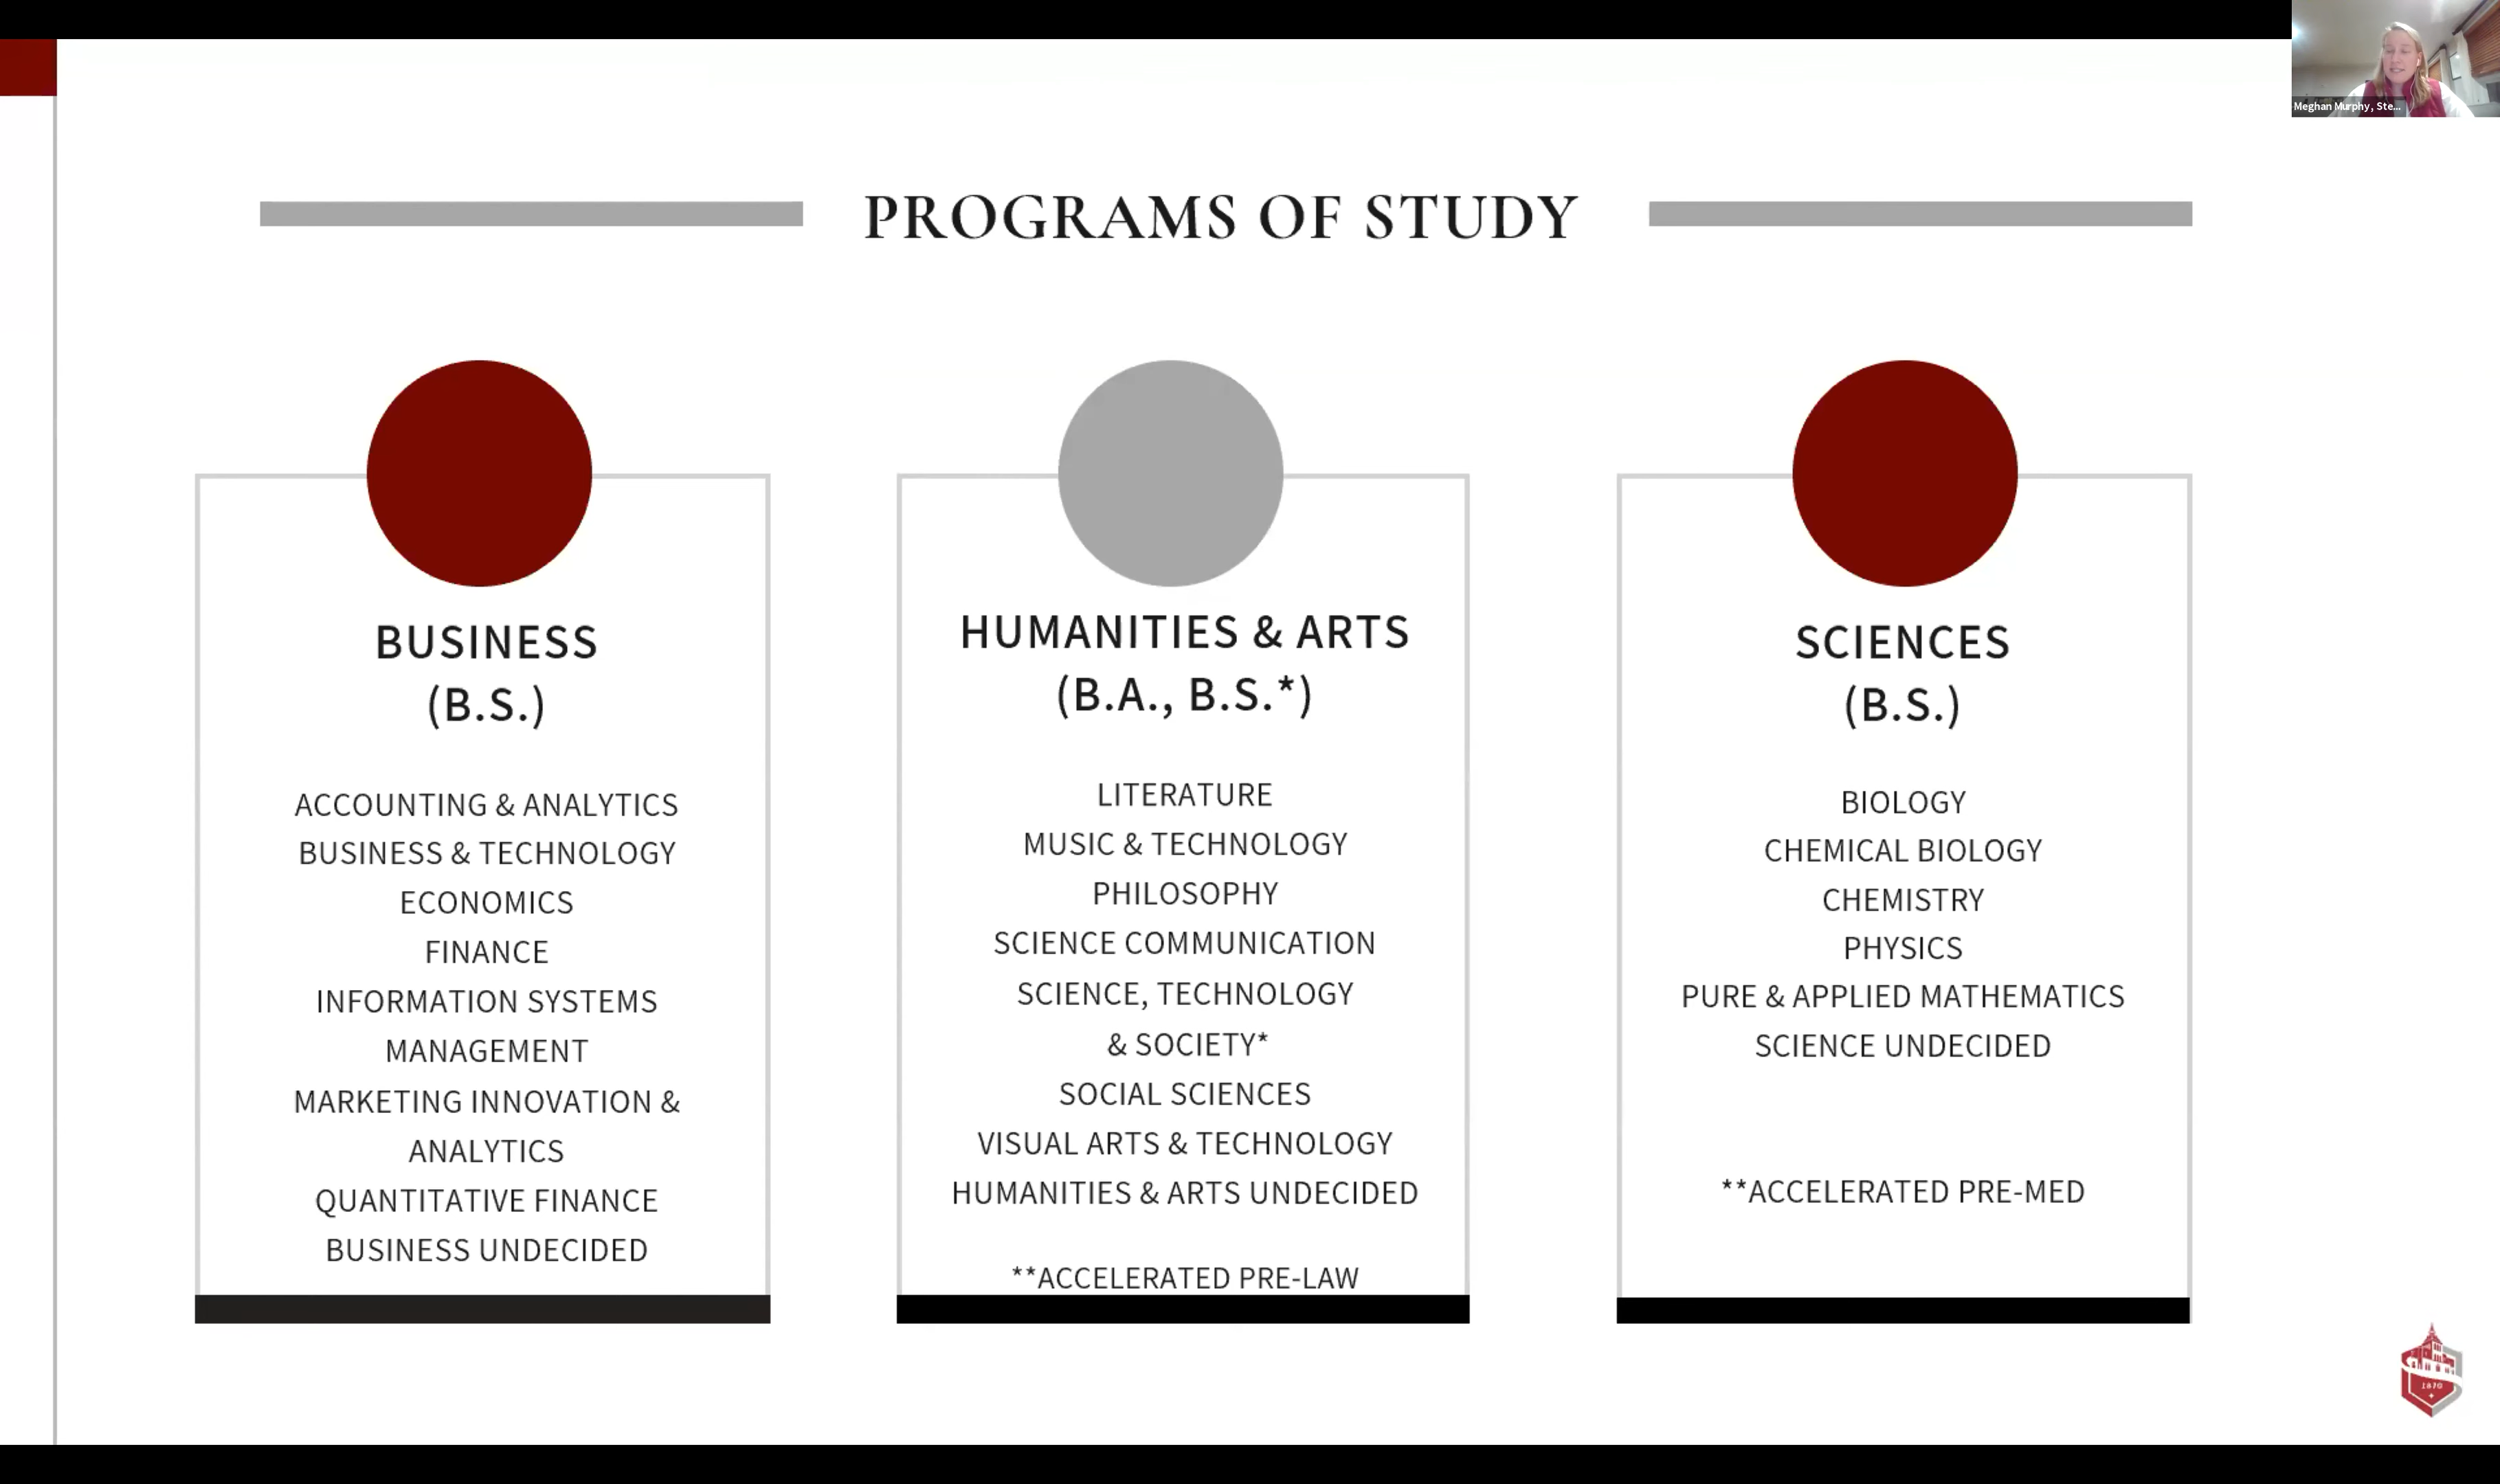 Meghan Murphy, Ste...
PROGRAMS OF STUDY
BUSINESS
(B.S.)
ACCOUNTING & ANALYTICS
BUSINESS & TECHNOLOGY
ECONOMICS
FINANCE
INFORMATION SYSTEMS
MANAGEMENT
MARKETING INNOVATION &
ANALYTICS
QUANTITATIVE FINANCE
BUSINESS UNDECIDED
HUMANITIES & ARTS
(B.A., B.S.*)
LITERATURE
MUSIC & TECHNOLOGY
PHILOSOPHY
SCIENCE COMMUNICATION
SCIENCE, TECHNOLOGY
& SOCIETY*
SOCIAL SCIENCES
VISUAL ARTS & TECHNOLOGY
HUMANITIES & ARTS UNDECIDED
**ACCELERATED PRE-LAW
SCIENCES
(B.S.)
BIOLOGY
CHEMICAL BIOLOGY
CHEMISTRY
PHYSICS
PURE & APPLIED MATHEMATICS
SCIENCE UNDECIDED
**ACCELERATED PRE-MED
1870